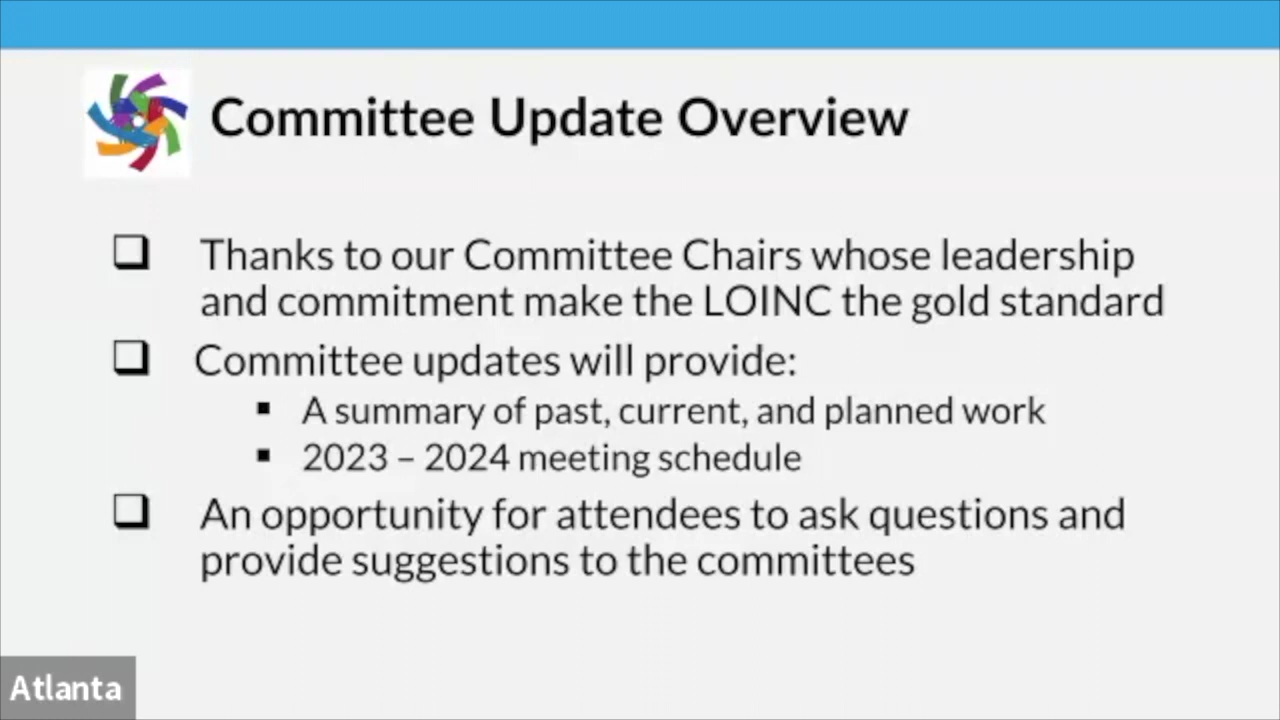 Committee Update Overview
Thanks to our Committee Chairs whose leadership
and commitment make the LOINC the gold standard
Committee updates will provide:
A summary of past, current, and planned work
2023 – 2024 meeting schedule
An opportunity for attendees to ask questions and
provide suggestions to the committees
Atlanta